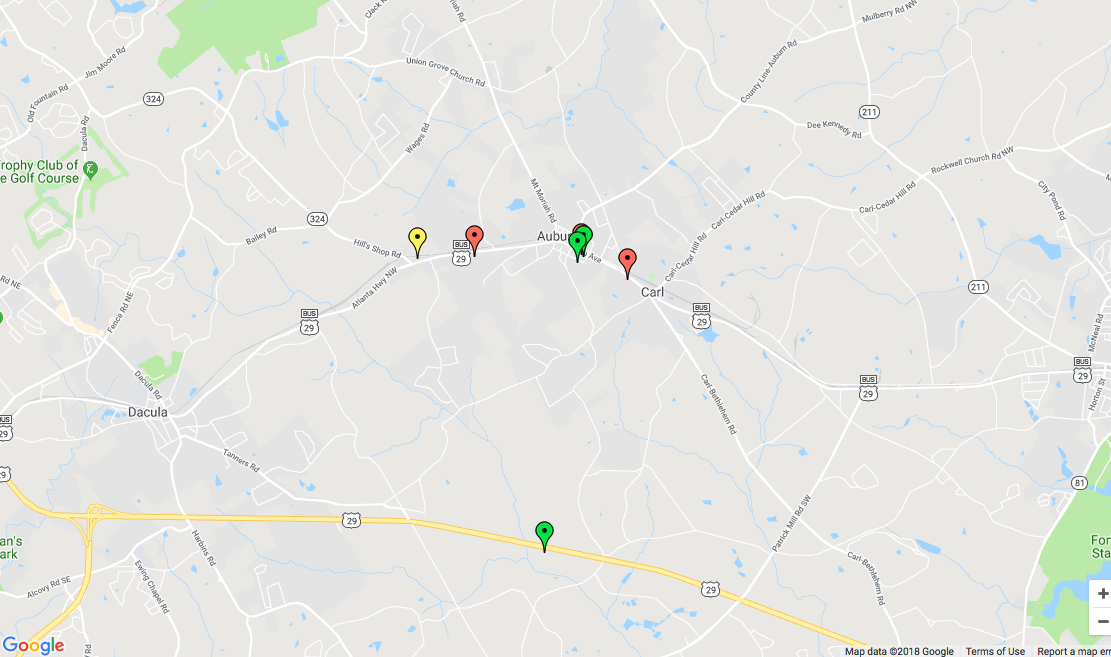 Clack
Moriah Rd
Mulberry Rd NW
Jim Moore Rd
Union Grove Church Rd
County Line-Auburn Rd
Old Fountain Rd
324
211
Dacula Rd
Wages Rd
Dee Kennedy Rd
Trophy Club of
e Golf Course
Rockwell Church Rd NW
Mt Moriah Rd
City Pond Rd
Carl-Cedar Hill Rd
Carl-Cedar Hill Rd
324
Bailey Rd
Hill's Shop Rd
BUS
29
Aubur
Ave
Carl-Cedar Hill Rd
Rd NE
Atlanta Hwy NW
Carl
211
Fence Rd NE
BUS
29
BUS
29
McNeal Rd
BUS
29
Dacula Rd
BUS
29
Horton St
Carl-Bethlehem Rd
Dacula
BUS
29
Tanners Rd
29
81
29
Patrick Mill Rd SW
Harbins Rd
an's
ark
For
Sta
Alcovy Rd SE
Ewing Chapel Rd
Carl-Bethlehem Rd
29
+
−
Google
Rd
Map data ©2018 Google Terms of Use Report a map err